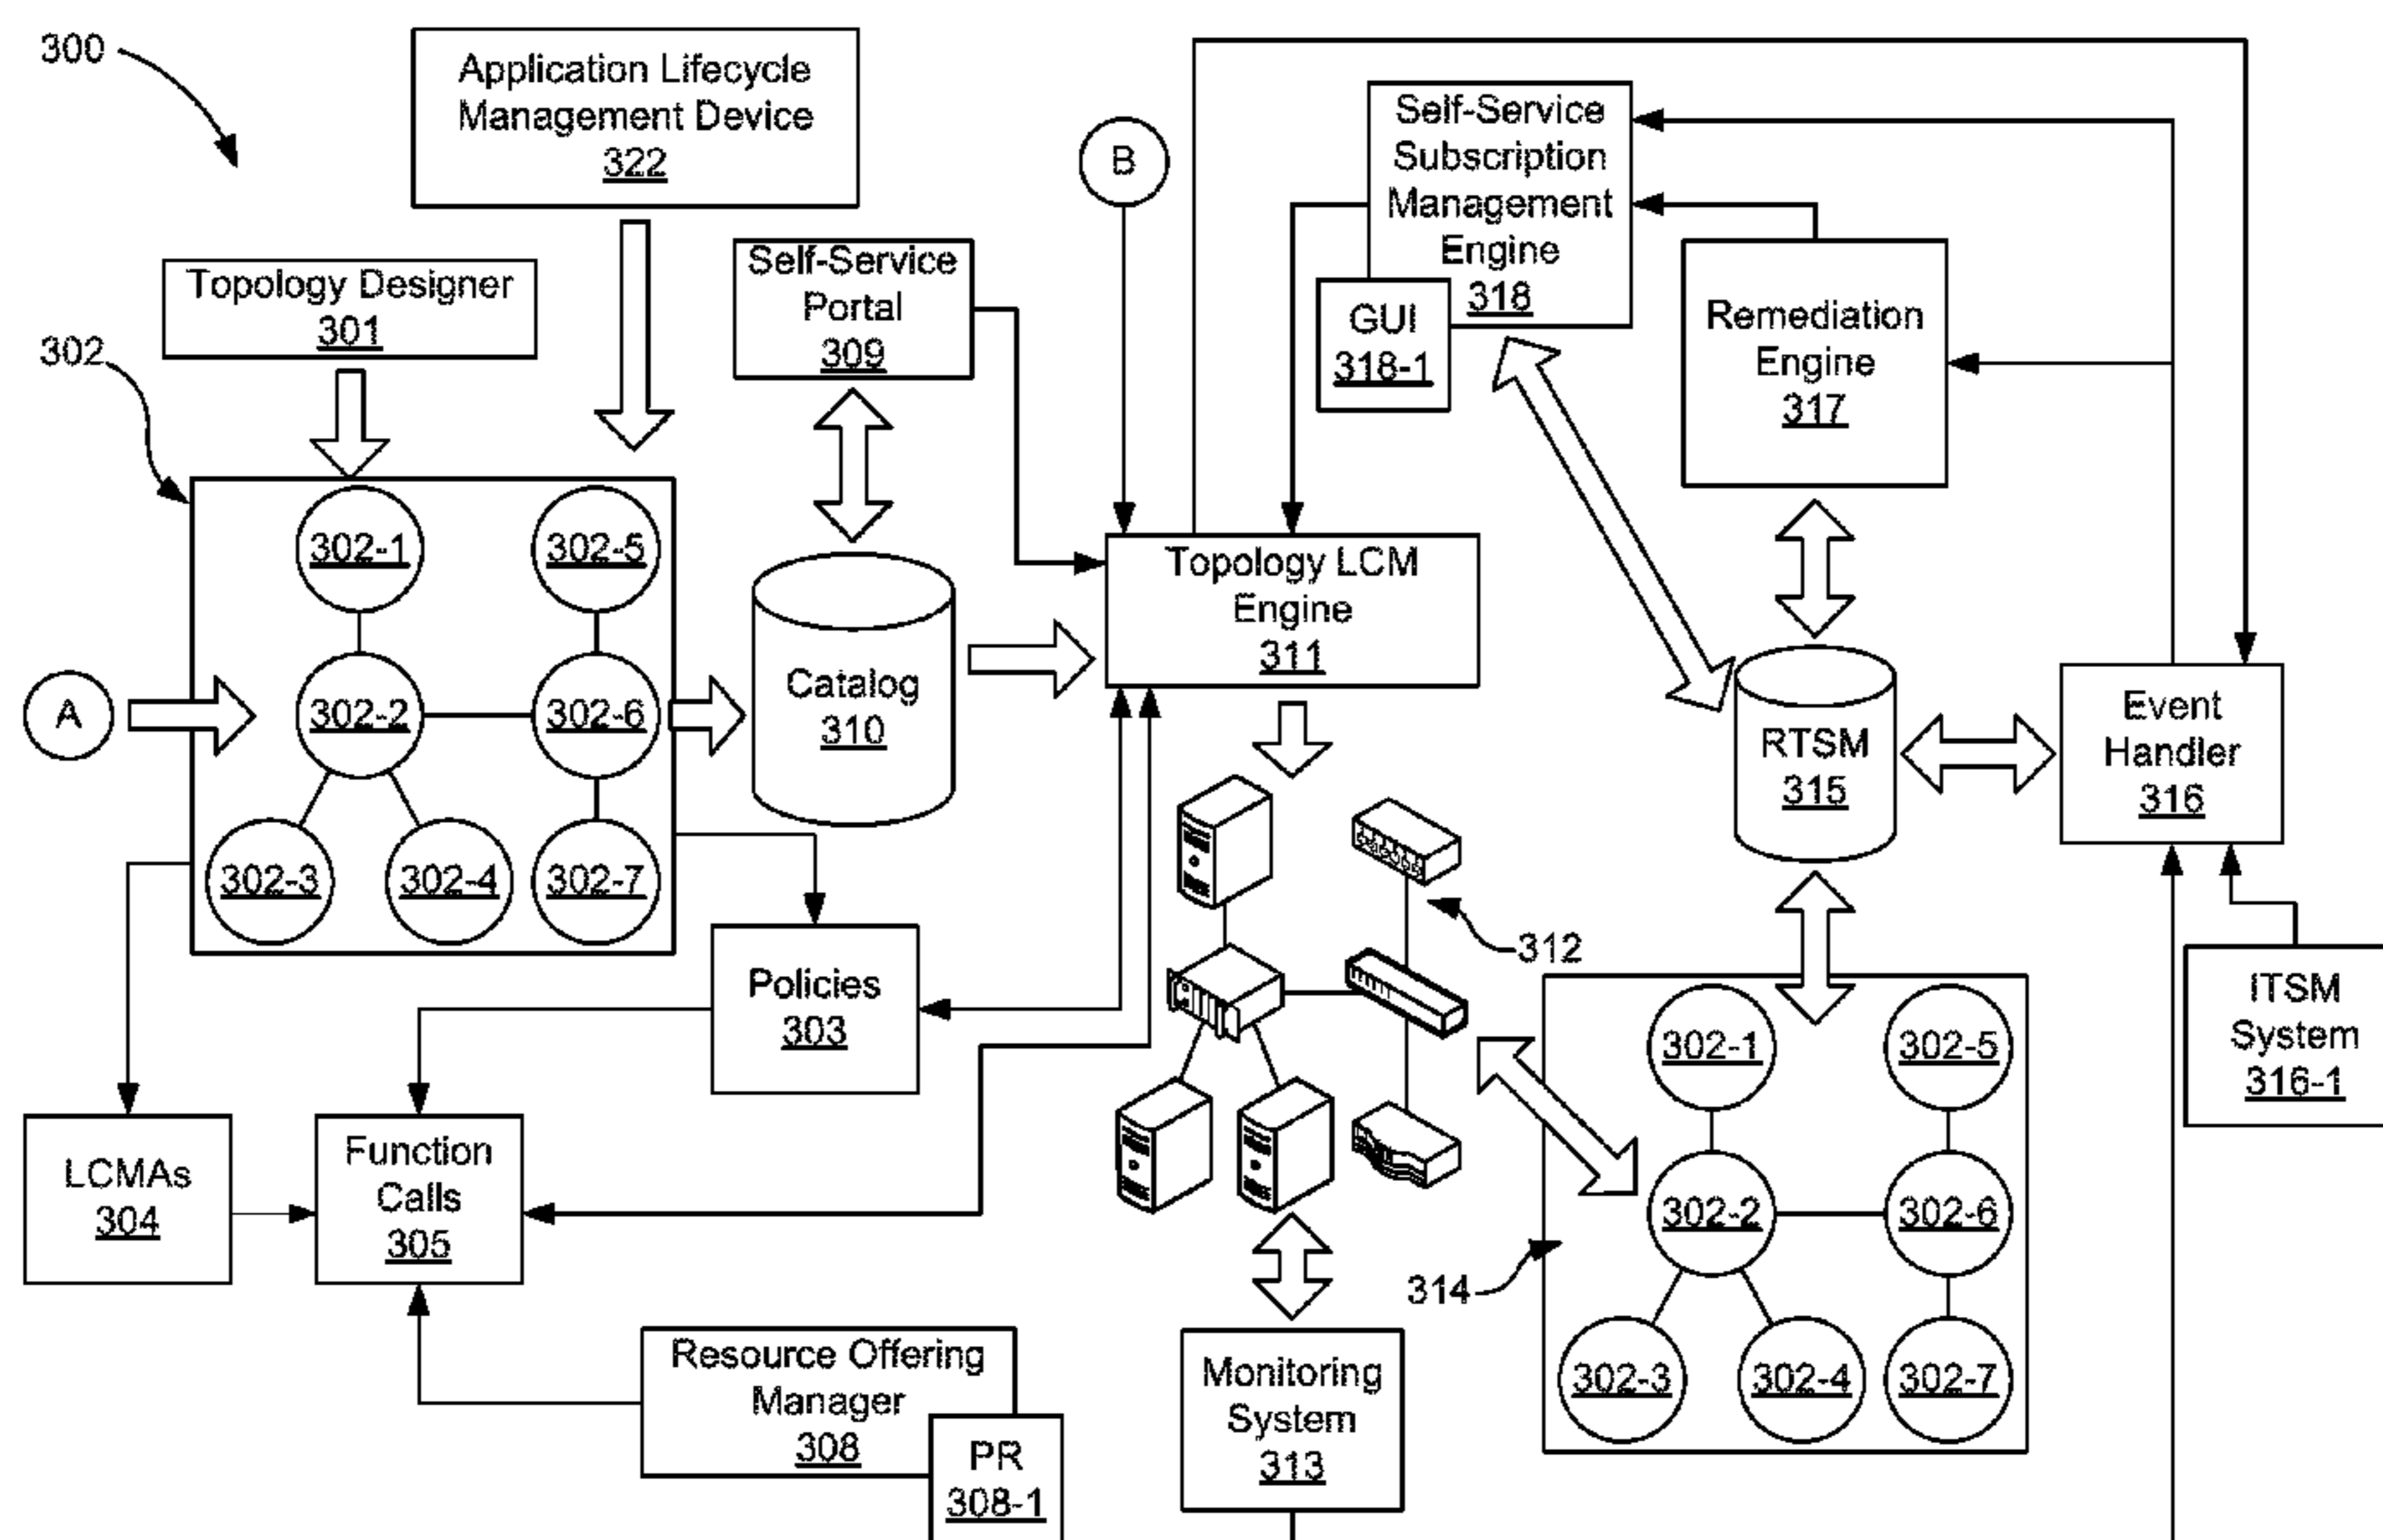 300
Application Lifecycle
Management Device
322
B
Self-Service
Subscription
Management
Engine
318
GUI
318-1
Topology Designer
301
Self-Service
Portal
309
Remediation
Engine
317
302
302-1
302-5
302-2
302-6
302-3
302-4
302-7
A
Catalog
310
Topology LCM
Engine
311
RTSM
315
Event
Handler
316
312
Policies
303
ITSM
System
316-1
LCMAs
304
Function
Calls
305
302-1
302-5
302-2
302-6
302-3
302-4
302-7
314
Resource Offering
Manager
308
PR
308-1
Monitoring
System
313